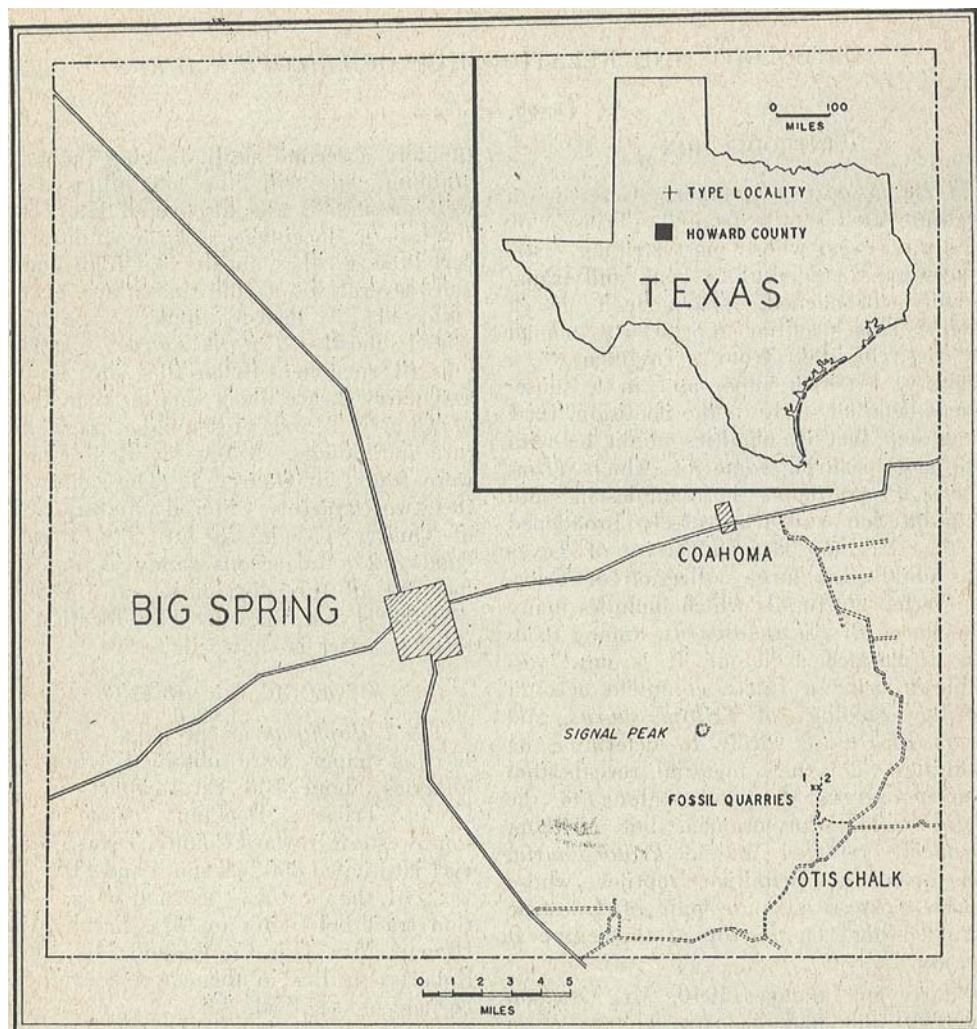 0 100
MILES
TYPE LOCALITY
HOWARD COUNTY
TEXAS
COAHOMA
BIG SPRING
SIGNAL PEAK
1 2
FOSSIL QUARRIES
OTIS CHALK
0 1 2 3 4 5
MILES